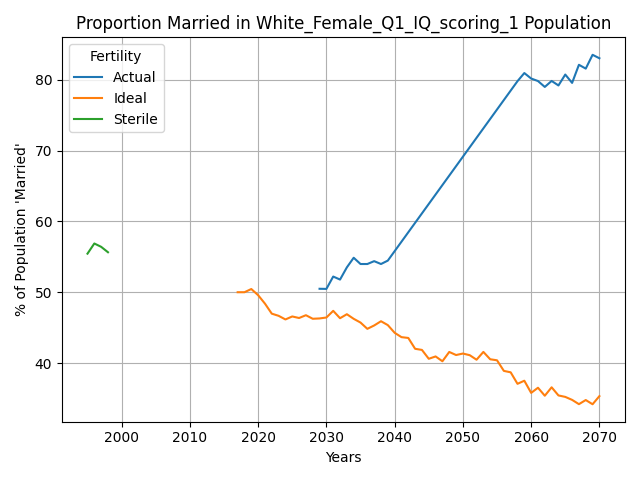 Proportion Married in White_Female_Q1_IQ_scoring_1 Population
Fertility
Actual
Ideal
Sterile
% of Population 'Married'
80
70
60
50
40
2000
2010
2020
2030
2040
2050
2060
2070
Years